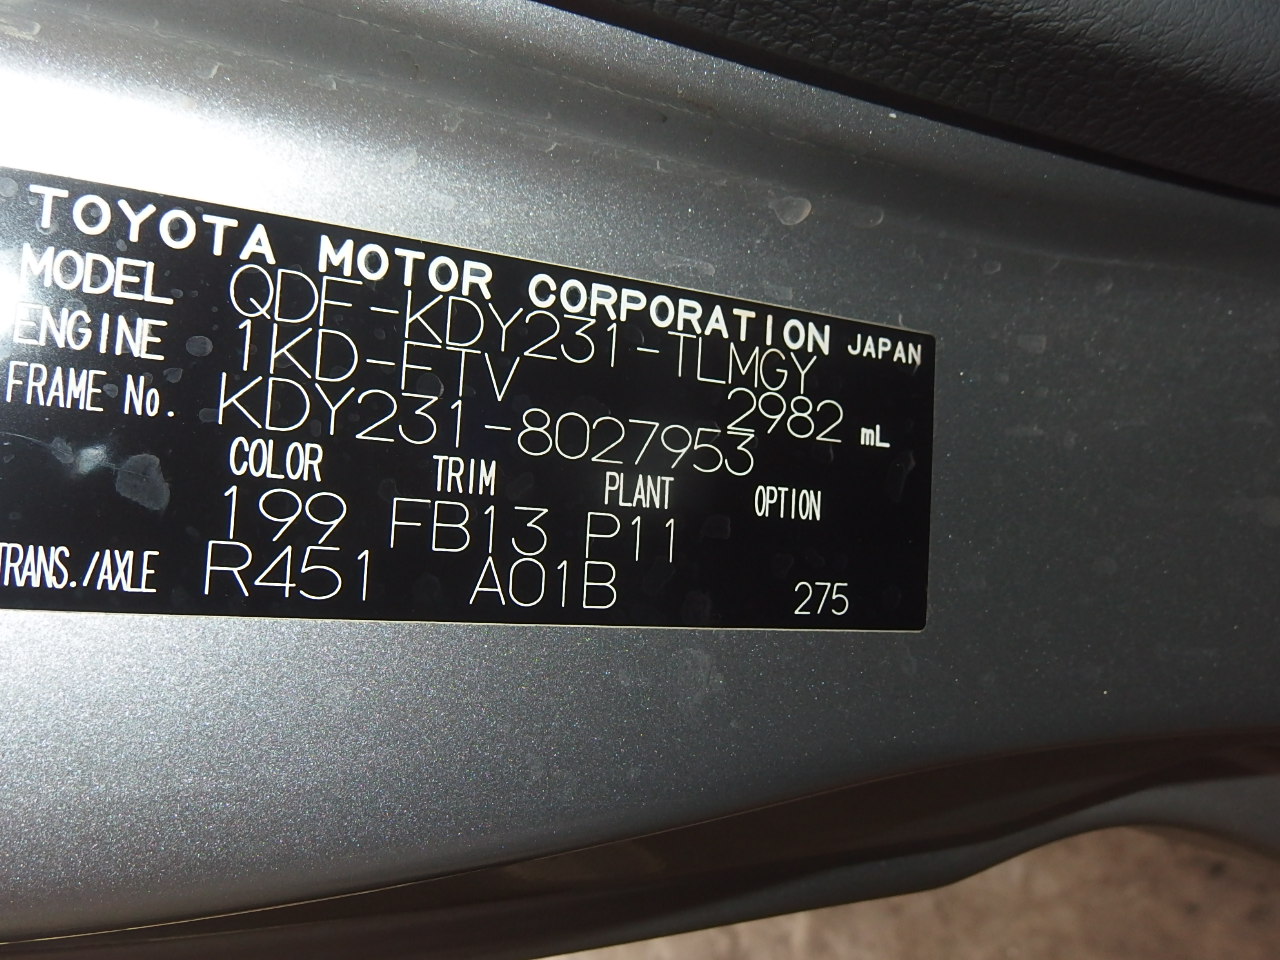 TOYOTA MOTOR CORPORATION JAPAN
MODEL QDF-KDY231-TLMGY
ENGINE 1KD-FTV 2982 mL
FRAME No. KDY231-8027953
COLOR TRIM PLANT OPTION
199 FB13 P11
TRANS./AXLE R451 A01B 275